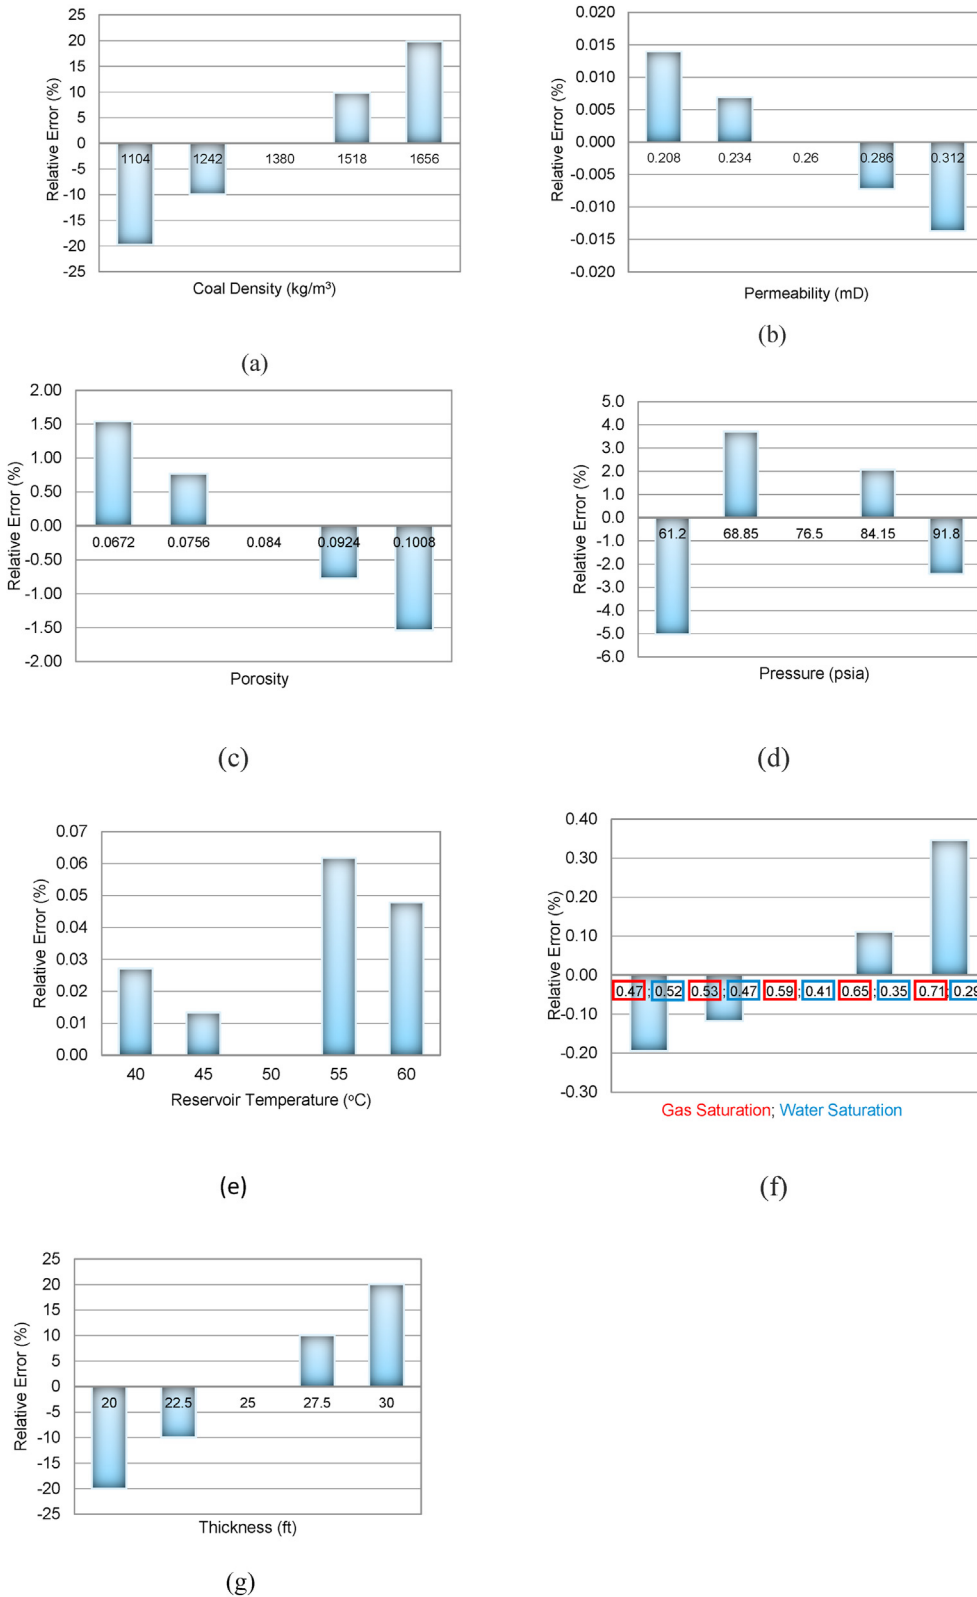 25
20
15
10
5
0
-5
-10
-15
-20
-25
Relative Error (%)
1104 1242 1380 1518 1656
Coal Density (kg/m³)
(a)
0.020
0.015
0.010
0.005
0.000
-0.005
-0.010
-0.015
-0.020
Relative Error (%)
0.208 0.234 0.26 0.286 0.312
Permeability (mD)
(b)
2.00
1.50
1.00
0.50
0.00
-0.50
-1.00
-1.50
-2.00
Relative Error (%)
0.0672 0.0756 0.084 0.0924 0.1008
Porosity
(c)
5.0
4.0
3.0
2.0
1.0
0.0
-1.0
-2.0
-3.0
-4.0
-5.0
-6.0
Relative Error (%)
61.2 68.85 76.5 84.15 91.8
Pressure (psia)
(d)
0.07
0.06
0.05
0.04
0.03
0.02
0.01
0.00
Relative Error (%)
40 45 50 55 60
Reservoir Temperature (ºC)
(e)
0.40
0.30
0.20
0.10
0.00
-0.10
-0.20
-0.30
Relative Error (%)
0.47 ; 0.52 0.53 ; 0.47 0.59 ; 0.41 0.65 ; 0.35 0.71 ; 0.29
Gas Saturation; Water Saturation
(f)
25
20
15
10
5
0
-5
-10
-15
-20
-25
Relative Error (%)
20 22.5 25 27.5 30
Thickness (ft)
(g)